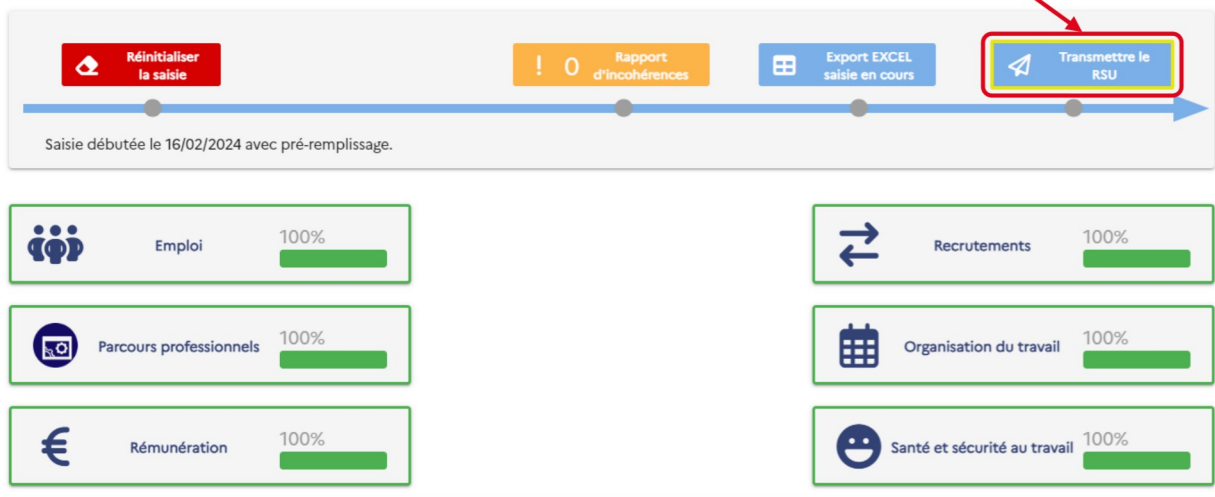 Réinitialiser
la saisie
! 0 Rapport
d'incohérences
Export EXCEL
saisie en cours
Transmettre le
RSU
Saisie débutée le 16/02/2024 avec pré-remplissage.
Emploi 100%
Recrutements 100%
Parcours professionnels 100%
Organisation du travail 100%
€ Rémunération 100%
Santé et sécurité au travail 100%